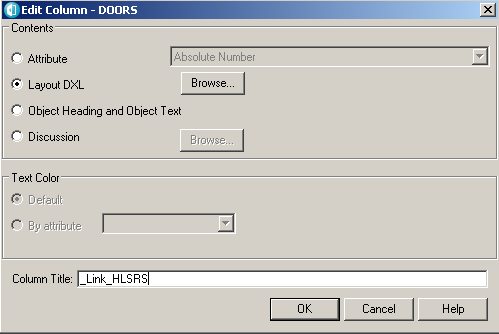 Edit Column - DOORS
Contents
Attribute
Absolute Number
Layout DXL
Browse...
Object Heading and Object Text
Discussion
Browse...
Text Color
Default
By attribute
Column Title: _Link_HLSRS
OK Cancel Help